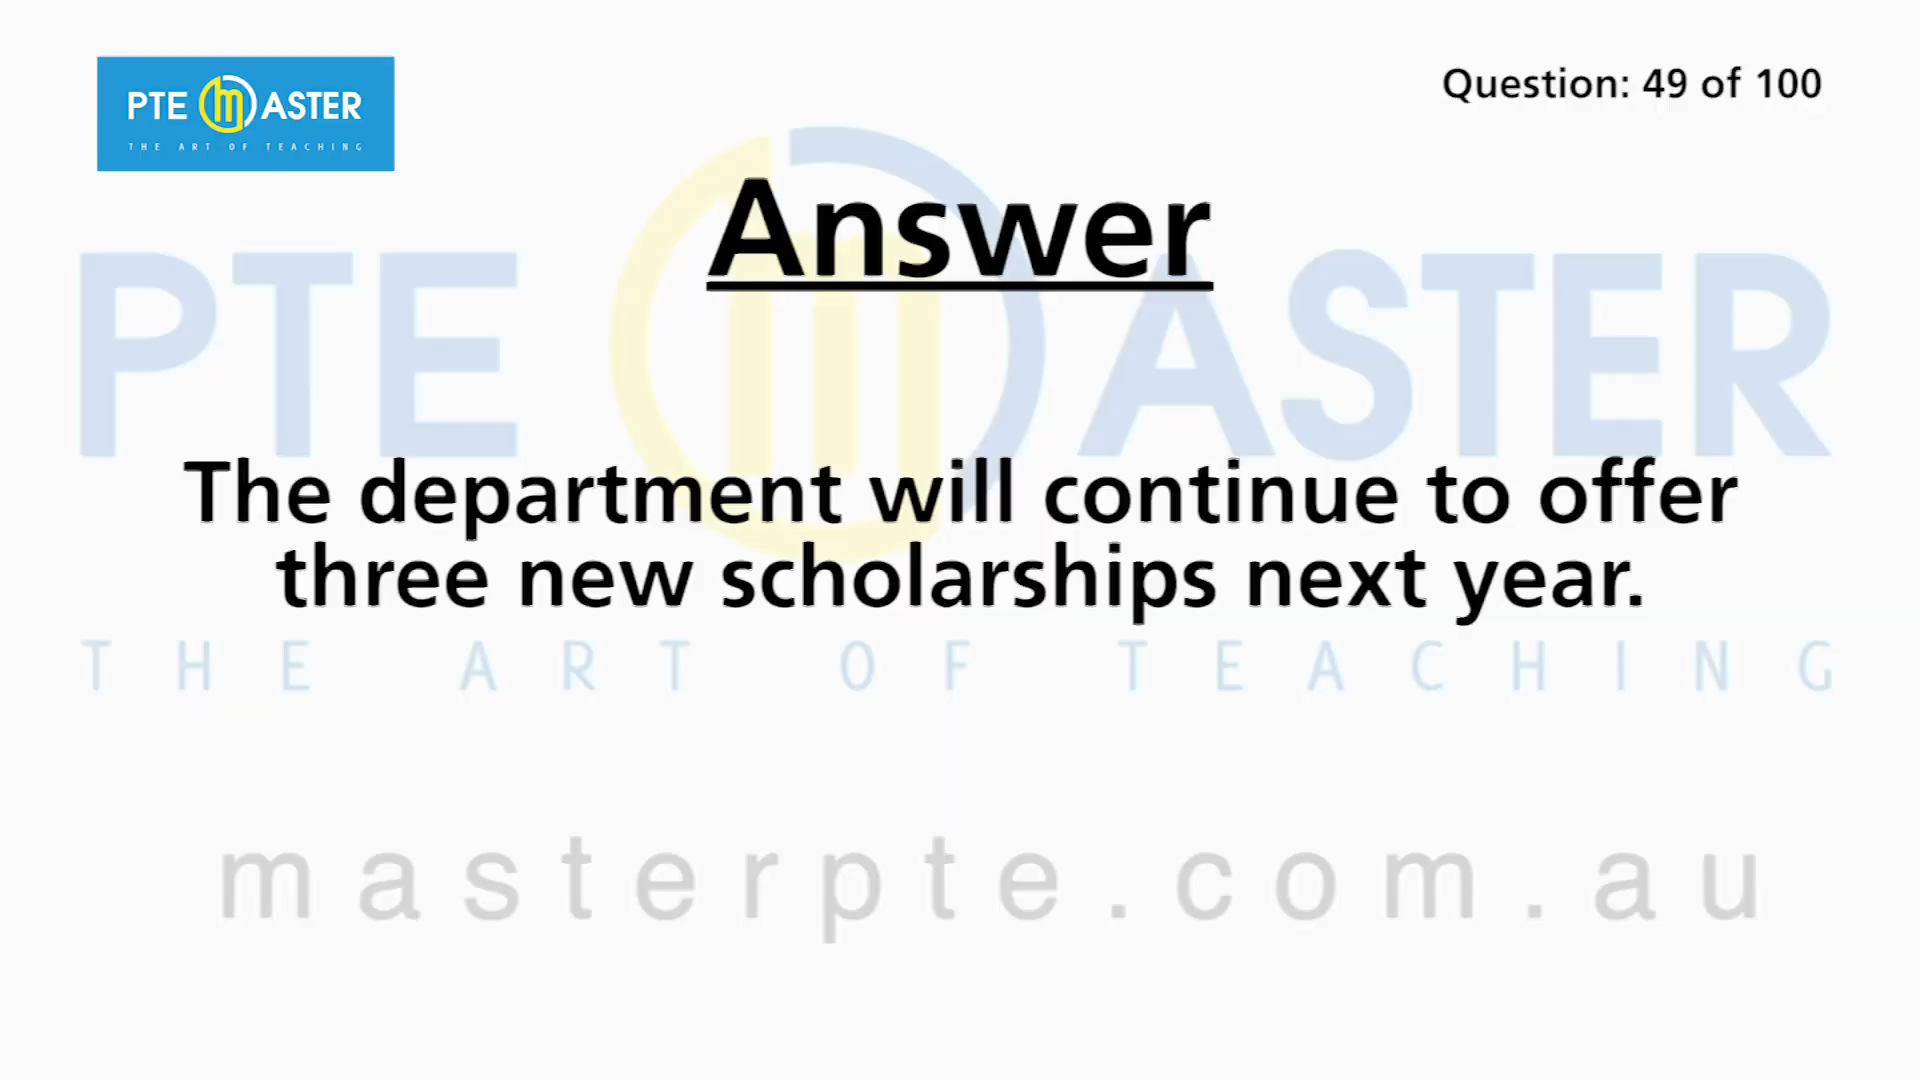 PTE MASTER
THE ART OF TEACHING
Question: 49 of 100
Answer
PTE MASTER
The department will continue to offer
three new scholarships next year.
THE ART OF TEACHING
masterpte.com.au